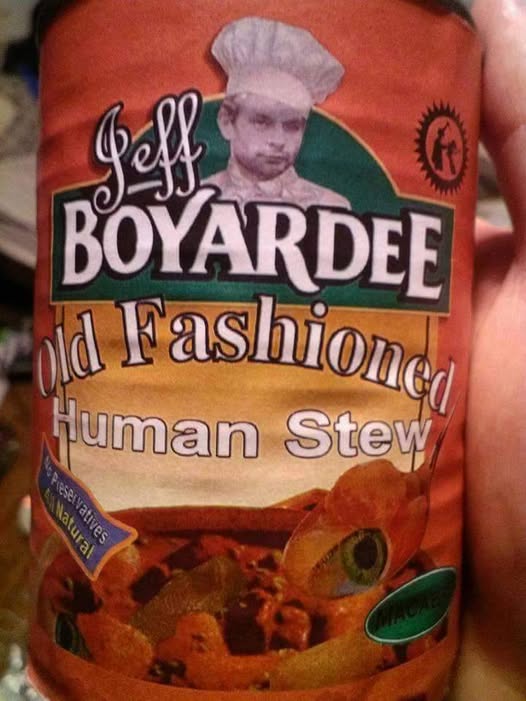 Jeff
BOYARDEE
Old Fashioned
Human Stew
No Preservatives
All Natural